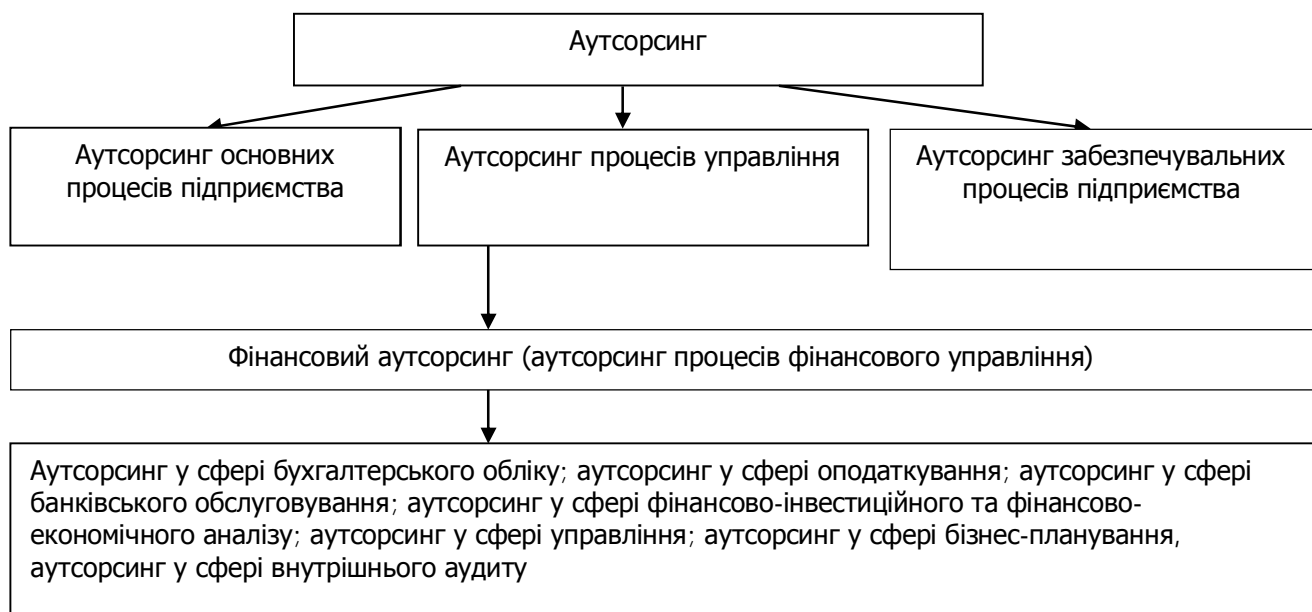 Аутсорсинг
Аутсорсинг основних
процесів підприємства
Аутсорсинг процесів управління
Аутсорсинг забезпечувальних
процесів підприємства
Фінансовий аутсорсинг (аутсорсинг процесів фінансового управління)
Аутсорсинг у сфері бухгалтерського обліку; аутсорсинг у сфері оподаткування; аутсорсинг у сфері
банківського обслуговування; аутсорсинг у сфері фінансово-інвестиційного та фінансово-
економічного аналізу; аутсорсинг у сфері управління; аутсорсинг у сфері бізнес-планування,
аутсорсинг у сфері внутрішнього аудиту